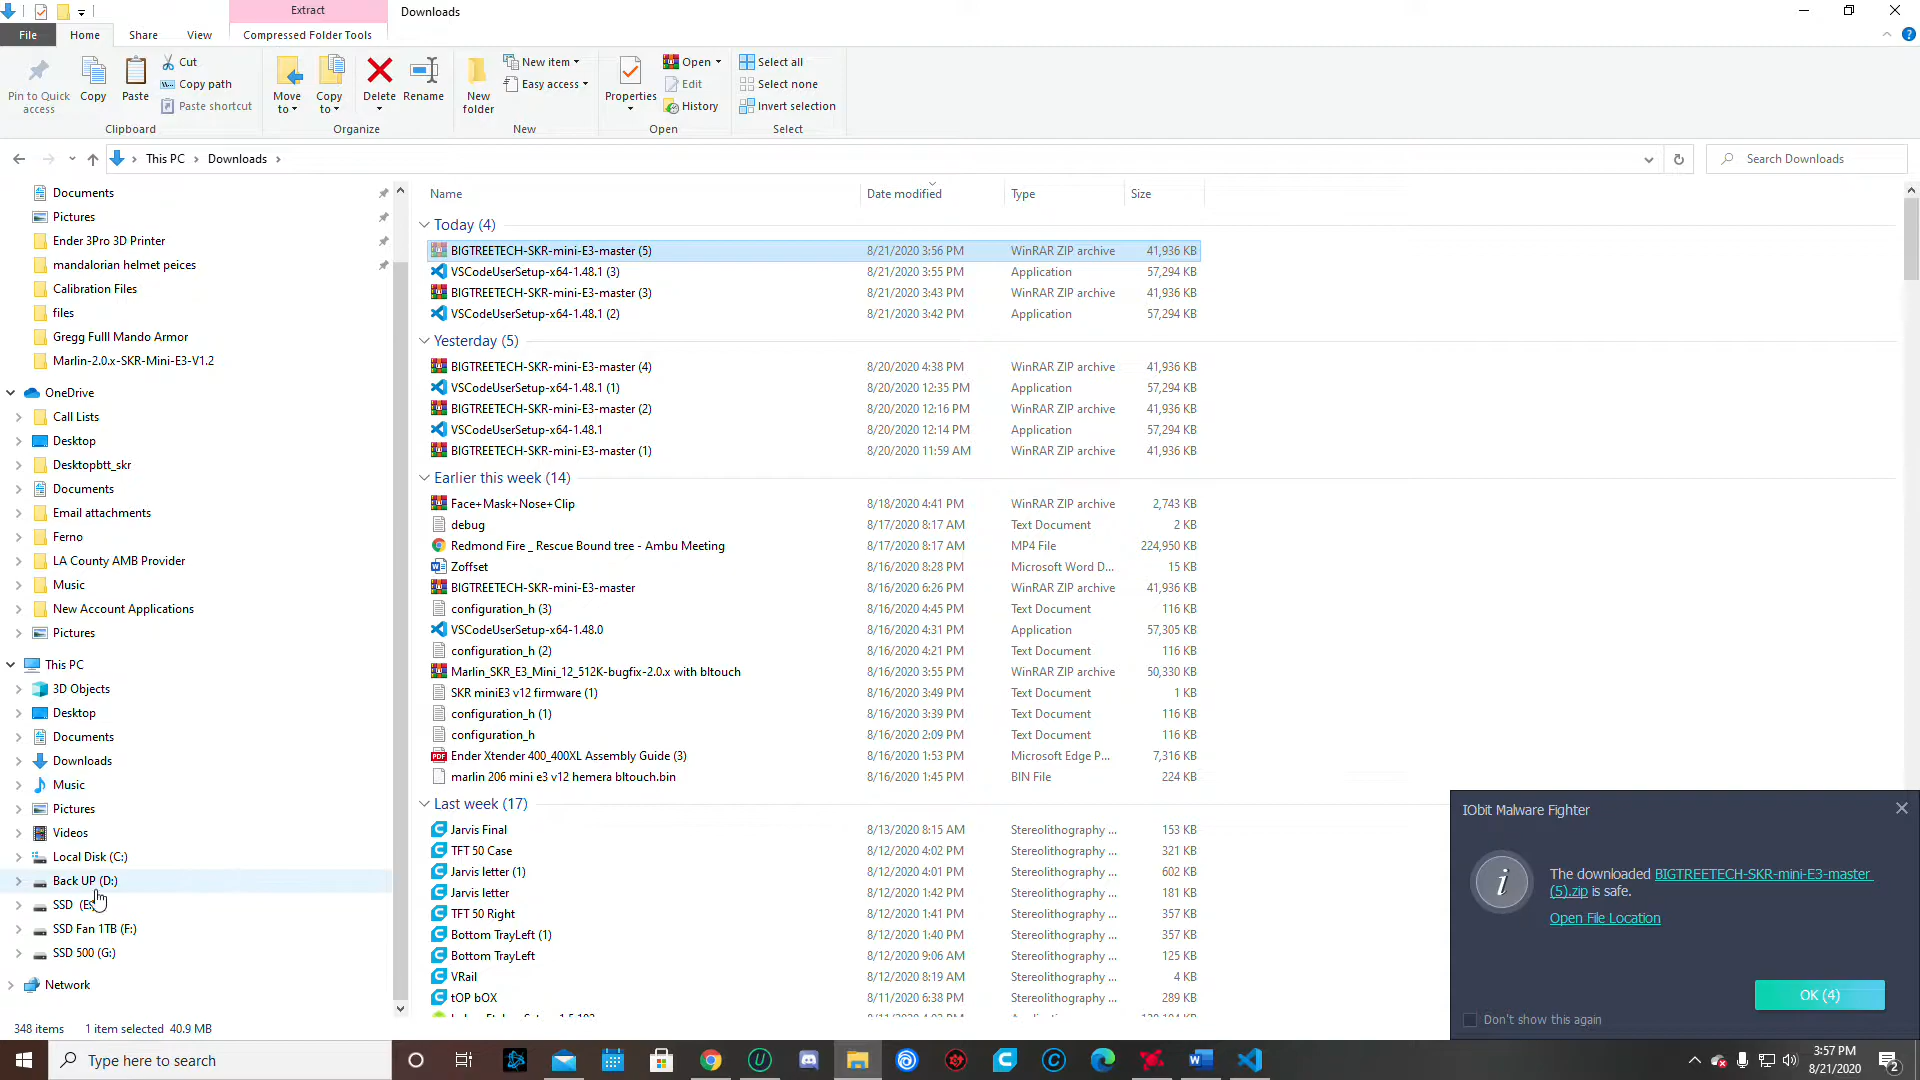 Extract
Downloads
File
Home
Share
View
Compressed Folder Tools
Pin to Quick access
Copy
Paste
Cut
Copy path
Paste shortcut
Clipboard
Move to
Copy to
Delete
Rename
Organize
New folder
New item
Easy access
New
Properties
Open
Edit
History
Open
Select all
Select none
Invert selection
Select
This PC
Downloads
Search Downloads
Documents
Pictures
Ender 3Pro 3D Printer
mandalorian helmet peices
Calibration Files
files
Gregg Fulll Mando Armor
Marlin-2.0.x-SKR-Mini-E3-V1.2
OneDrive
Call Lists
Desktop
Desktopbtt_skr
Documents
Email attachments
Ferno
LA County AMB Provider
Music
New Account Applications
Pictures
This PC
3D Objects
Desktop
Documents
Downloads
Music
Pictures
Videos
Local Disk (C:)
Back UP (D:)
SSD (E:)
SSD Fan 1TB (F:)
SSD 500 (G:)
Network
Name Date modified Type Size
Today (4)
BIGTREETECH-SKR-mini-E3-master (5) 8/21/2020 3:56 PM WinRAR ZIP archive 41,936 KB
VSCodeUserSetup-x64-1.48.1 (3) 8/21/2020 3:55 PM Application 57,294 KB
BIGTREETECH-SKR-mini-E3-master (3) 8/21/2020 3:43 PM WinRAR ZIP archive 41,936 KB
VSCodeUserSetup-x64-1.48.1 (2) 8/21/2020 3:42 PM Application 57,294 KB
Yesterday (5)
BIGTREETECH-SKR-mini-E3-master (4) 8/20/2020 4:38 PM WinRAR ZIP archive 41,936 KB
VSCodeUserSetup-x64-1.48.1 (1) 8/20/2020 12:35 PM Application 57,294 KB
BIGTREETECH-SKR-mini-E3-master (2) 8/20/2020 12:16 PM WinRAR ZIP archive 41,936 KB
VSCodeUserSetup-x64-1.48.1 8/20/2020 12:14 PM Application 57,294 KB
BIGTREETECH-SKR-mini-E3-master (1) 8/20/2020 11:59 AM WinRAR ZIP archive 41,936 KB
Earlier this week (14)
Face+Mask+Nose+Clip 8/18/2020 4:41 PM WinRAR ZIP archive 2,743 KB
debug 8/17/2020 8:17 AM Text Document 2 KB
Redmond Fire _ Rescue Bound tree - Ambu Meeting 8/17/2020 8:17 AM MP4 File 224,950 KB
Zoffset 8/16/2020 8:28 PM Microsoft Word D... 15 KB
BIGTREETECH-SKR-mini-E3-master 8/16/2020 6:26 PM WinRAR ZIP archive 41,936 KB
configuration_h (3) 8/16/2020 4:45 PM Text Document 116 KB
VSCodeUserSetup-x64-1.48.0 8/16/2020 4:31 PM Application 57,305 KB
configuration_h (2) 8/16/2020 4:21 PM Text Document 116 KB
Marlin_SKR_E3_Mini_12_512K-bugfix-2.0.x with bltouch 8/16/2020 3:55 PM WinRAR ZIP archive 50,330 KB
SKR miniE3 v12 firmware (1) 8/16/2020 3:49 PM Text Document 1 KB
configuration_h (1) 8/16/2020 3:39 PM Text Document 116 KB
configuration_h 8/16/2020 2:09 PM Text Document 116 KB
Ender Xtender 400_400XL Assembly Guide (3) 8/16/2020 1:53 PM Microsoft Edge P... 7,316 KB
marlin 206 mini e3 v12 hemera bltouch.bin 8/16/2020 1:45 PM BIN File 224 KB
Last week (17)
Jarvis Final 8/13/2020 8:15 AM Stereolithography ... 153 KB
TFT 50 Case 8/12/2020 4:02 PM Stereolithography ... 321 KB
Jarvis letter (1) 8/12/2020 4:01 PM Stereolithography ... 602 KB
Jarvis letter 8/12/2020 1:42 PM Stereolithography ... 181 KB
TFT 50 Right 8/12/2020 1:41 PM Stereolithography ... 357 KB
Bottom TrayLeft (1) 8/12/2020 1:40 PM Stereolithography ... 357 KB
Bottom TrayLeft 8/12/2020 9:06 AM Stereolithography ... 125 KB
VRail 8/12/2020 8:19 AM Stereolithography ... 4 KB
tOP bOX 8/11/2020 6:38 PM Stereolithography ... 289 KB
IObit Malware Fighter
The downloaded BIGTREETECH-SKR-mini-E3-master
(5).zip is safe.
Open File Location
OK (4)
Don't show this again
348 items 1 item selected 40.9 MB
Type here to search
3:57 PM
8/21/2020
2